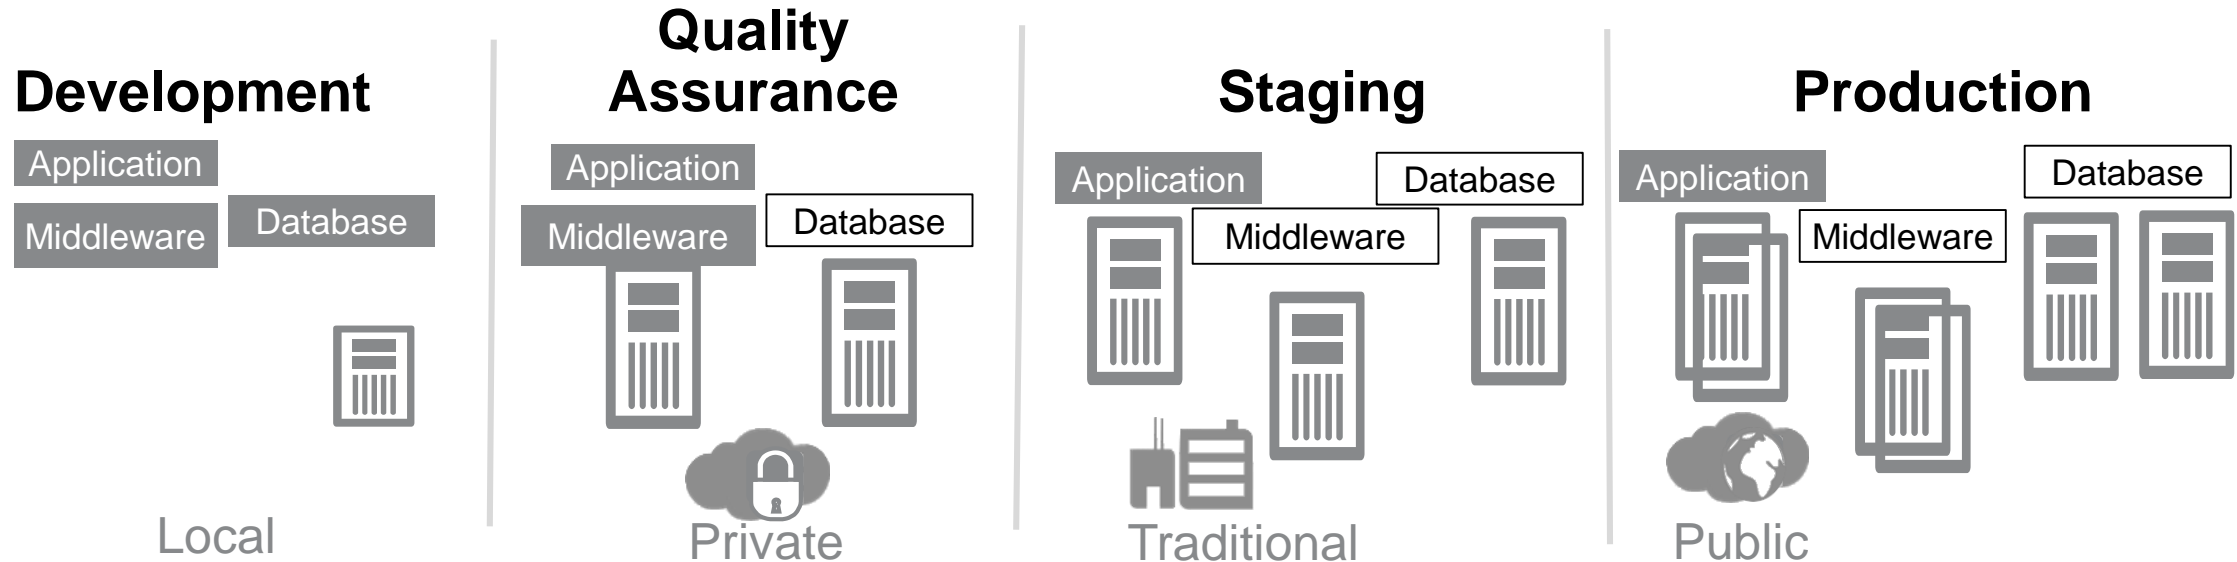 Development
Application
Middleware
Database
Local
Quality
Assurance
Application
Middleware
Database
Private
Staging
Application
Database
Middleware
Traditional
Production
Application
Database
Middleware
Public